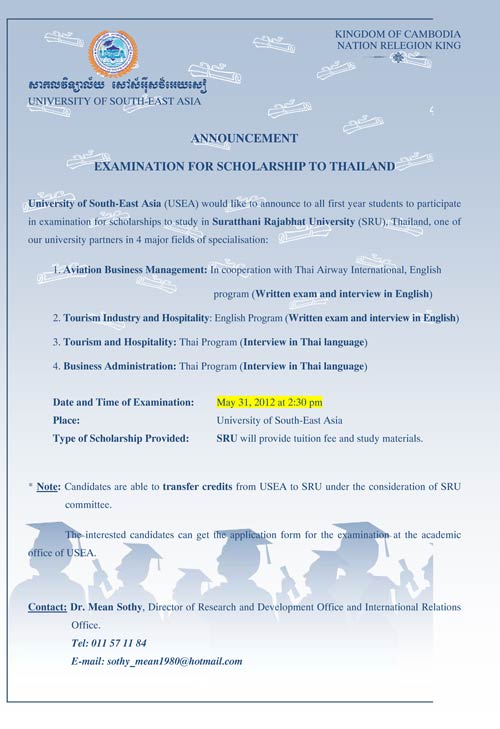 KINGDOM OF CAMBODIA
NATION RELEGION KING
សាកលវិទ្យាល័យ សៅស៍អ៊ីសថ៍អេយសៀ
UNIVERSITY OF SOUTH-EAST ASIA
ANNOUNCEMENT
EXAMINATION FOR SCHOLARSHIP TO THAILAND
University of South-East Asia (USEA) would like to announce to all first year students to participate
in examination for scholarships to study in Suratthani Rajabhat University (SRU), Thailand, one of
our university partners in 4 major fields of specialisation:
1. Aviation Business Management: In cooperation with Thai Airway International, English
program (Written exam and interview in English)
2. Tourism Industry and Hospitality: English Program (Written exam and interview in English)
3. Tourism and Hospitality: Thai Program (Interview in Thai language)
4. Business Administration: Thai Program (Interview in Thai language)
Date and Time of Examination: May 31, 2012 at 2:30 pm
Place: University of South-East Asia
Type of Scholarship Provided: SRU will provide tuition fee and study materials.
* Note: Candidates are able to transfer credits from USEA to SRU under the consideration of SRU
committee.
The interested candidates can get the application form for the examination at the academic
office of USEA.
Contact: Dr. Mean Sothy, Director of Research and Development Office and International Relations
Office.
Tel: 011 57 11 84
E-mail: sothy_mean1980@hotmail.com